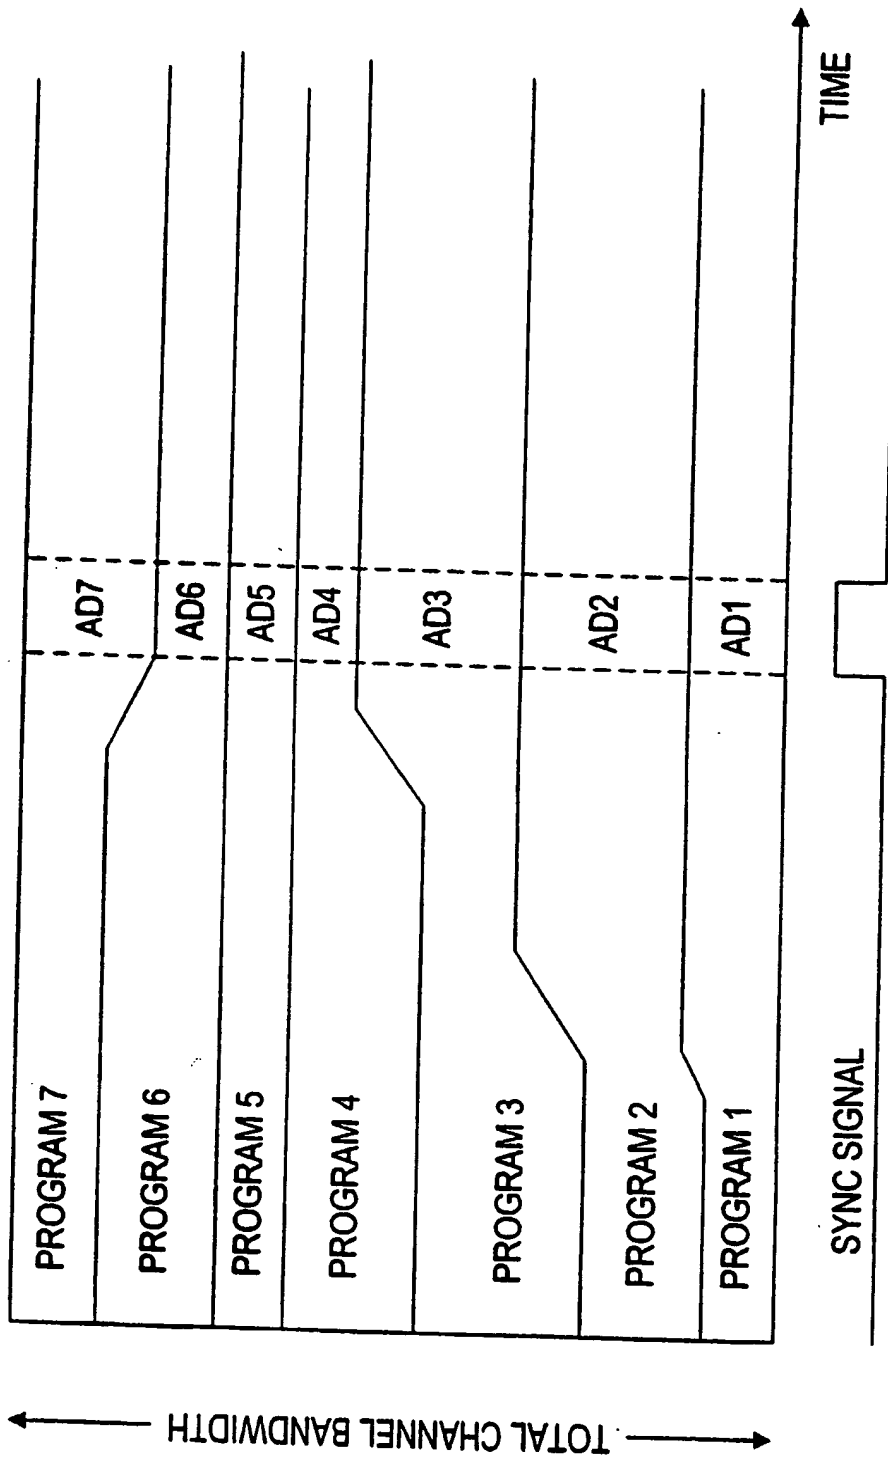 TOTAL CHANNEL BANDWIDTH
PROGRAM 7
PROGRAM 6
PROGRAM 5
PROGRAM 4
PROGRAM 3
PROGRAM 2
PROGRAM 1
AD7
AD6
AD5
AD4
AD3
AD2
AD1
TIME
SYNC SIGNAL